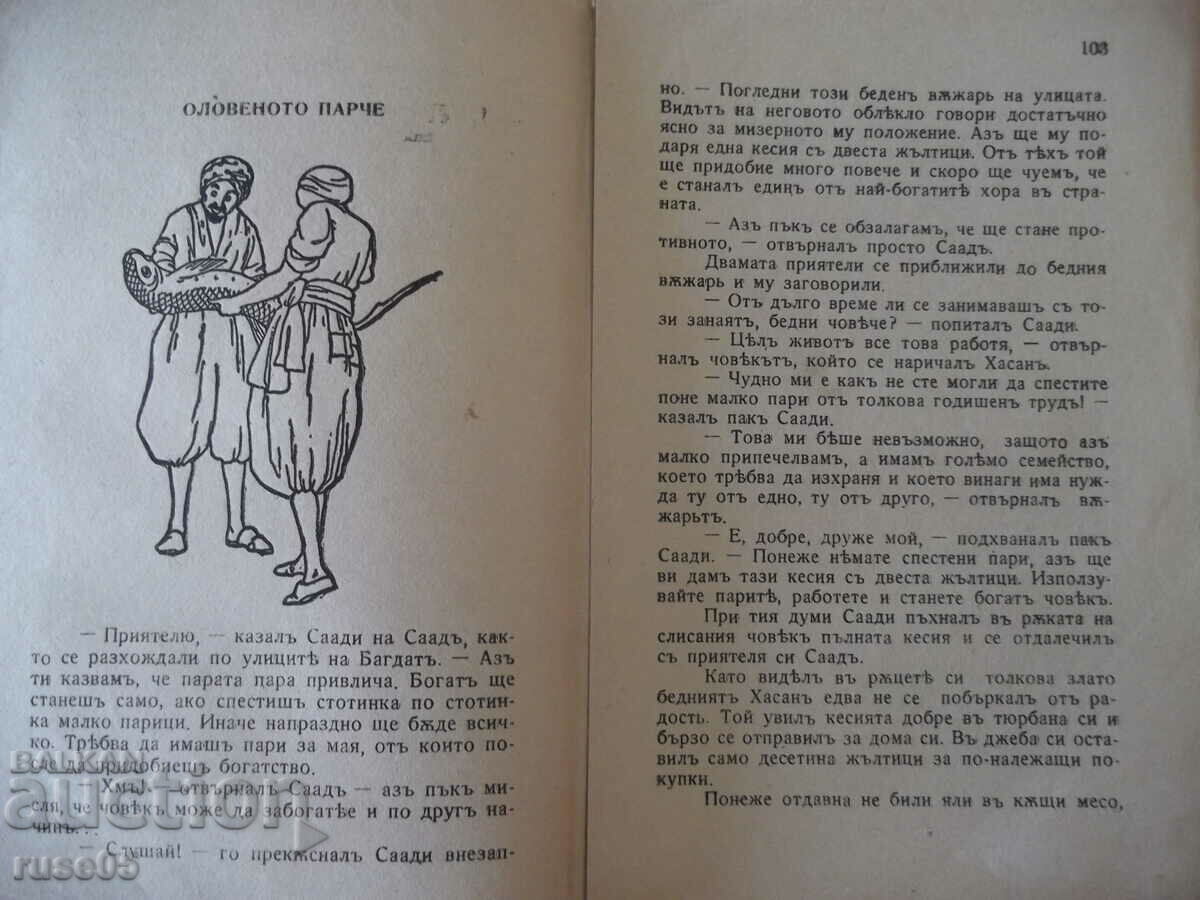 ОЛОВЕНОТО ПАРЧЕ
— Приятелю, — казалъ Саади на Саадъ, как-
то се разхождали по улицитѣ на Багдатъ. — Азъ
ти казвамъ, че парата пара привлича. Богатъ ще
станешъ само, ако спестишъ стотинка по стотин-
ка малко парици. Иначе напраздно ще бѫде всич-
ко. Трѣбва да имашъ пари за мая, отъ които по-
сле да придобиешъ богатство.
— Хмъ! — отвърналъ Саадъ — азъ пъкъ ми-
сля, че човѣкъ може да забогатѣе и по другъ на-
чинъ...
— Слушай! — го прекѫсналъ Саади внезап-
103
но. — Погледни този беденъ вѫжарь на улицата.
Видътъ на неговото облѣкло говори достатъчно
ясно за мизерното му положение. Азъ ще му по-
даря една кесия съ двеста жълтици. Отъ тѣхъ той
ще придобие много повече и скоро ще чуемъ, че
е станалъ единъ отъ най-богатитѣ хора въ стра-
ната.
— Азъ пъкъ се обзалагамъ, че ще стане про-
тивното, — отвърналъ просто Саадъ.
Двамата приятели се приближили до бедния
вѫжарь и му заговорили.
— Отъ дълго време ли се занимавашъ съ то-
зи занаятъ, бедни човѣче? — попиталъ Саади.
— Цѣлъ животъ все това работя, — отвър-
налъ човѣкътъ, който се наричалъ Хасанъ.
— Чудно ми е какъ не сте могли да спестите
поне малко пари отъ толкова годишенъ трудъ! —
казалъ пакъ Саади.
— Това ми бѣше невъзможно, защото азъ
малко припечелвамъ, а имамъ голѣмо семейство,
което трѣбва да изхраня и което винаги има нуж-
да ту отъ едно, ту отъ друго, — отвърналъ вѫ-
жарьтъ.
— Е, добре, друже мой, — подхваналъ пакъ
Саади. — Понеже нѣмате спестени пари, азъ ще
ви дамъ тази кесия съ двеста жълтици. Използу-
вайте паритѣ, работете и станете богатъ човѣкъ.
При тия думи Саади пъхналъ въ рѫката на
слисания човѣкъ пълната кесия и се отдалечилъ
съ приятеля си Саадъ.
Като видѣлъ въ рѫцетѣ си толкова злато
бедниятъ Хасанъ едва не се побъркалъ отъ ра-
дость. Той увилъ кесията добре въ тюрбана си и
бързо се отправилъ за дома си. Въ джеба си оста-
вилъ само десетина жълтици за по-належащи по-
купки.
Понеже отдавна не били яли въ кѫщи месо,
BALKAN
auction
ruse05